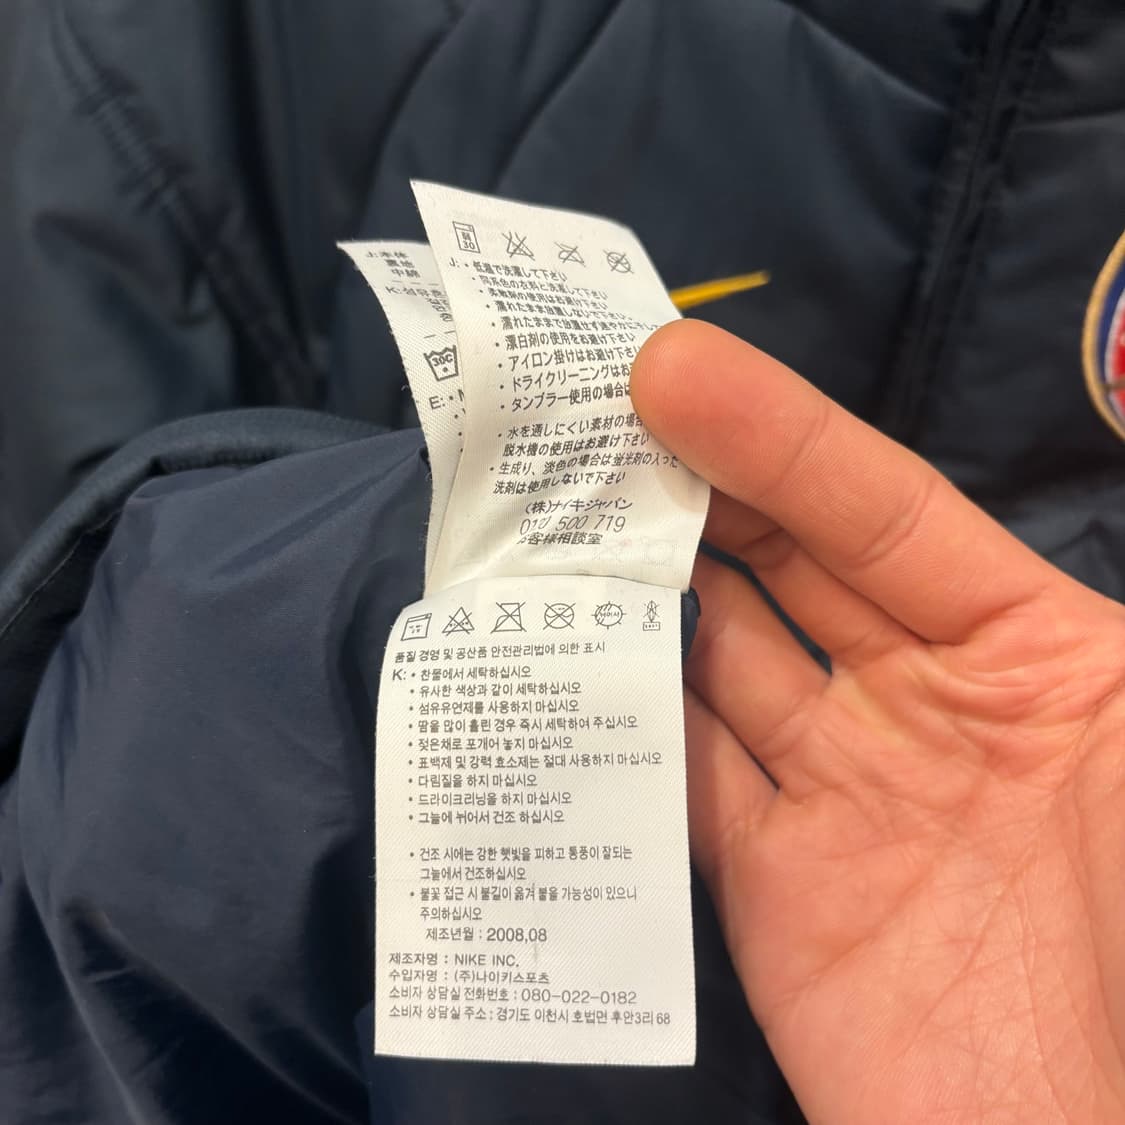 J:本体
裏地
中綿
K:섬유
30C
E:
30
J: • 低温で洗濯して下さい
• 同系色の衣料と洗濯して下さい
• 柔軟剤の使用はお避け下さい
• 濡れたまま放置しないで下さい
• 濡れたままで放置せず速やかに干して
• 漂白剤の使用をお避け下さい
• アイロン掛けはお避け下さい
• ドライクリーニングはお
• タンブラー使用の場合は
• 水を通しにくい素材の場合
脱水機の使用はお避け下さい
• 生成り、淡色の場合は蛍光剤の入った
洗剤は使用しないで下さい
(株)ナイキジャパン
500 719
お客様相談室
품질 경영 및 공산품 안전관리법에 의한 표시
K: • 찬물에서 세탁하십시오
• 유사한 색상과 같이 세탁하십시오
• 섬유유연제를 사용하지 마십시오
• 땀을 많이 흘린 경우 즉시 세탁하여 주십시오
• 젖은채로 포개어 놓지 마십시오
• 표백제 및 강력 효소제는 절대 사용하지 마십시오
• 다림질을 하지 마십시오
• 드라이크리닝을 하지 마십시오
• 그늘에 뉘어서 건조 하십시오
• 건조 시에는 강한 햇빛을 피하고 통풍이 잘되는
그늘에서 건조하십시오
• 불꽃 접근 시 불길이 옮겨 붙을 가능성이 있으니
주의하십시오
제조년월 : 2008,08
제조자명 : NIKE INC.
수입자명 : (주)나이키스포츠
소비자 상담실 전화번호 : 080-022-0182
소비자 상담실 주소 : 경기도 이천시 호법면 후안3리 68